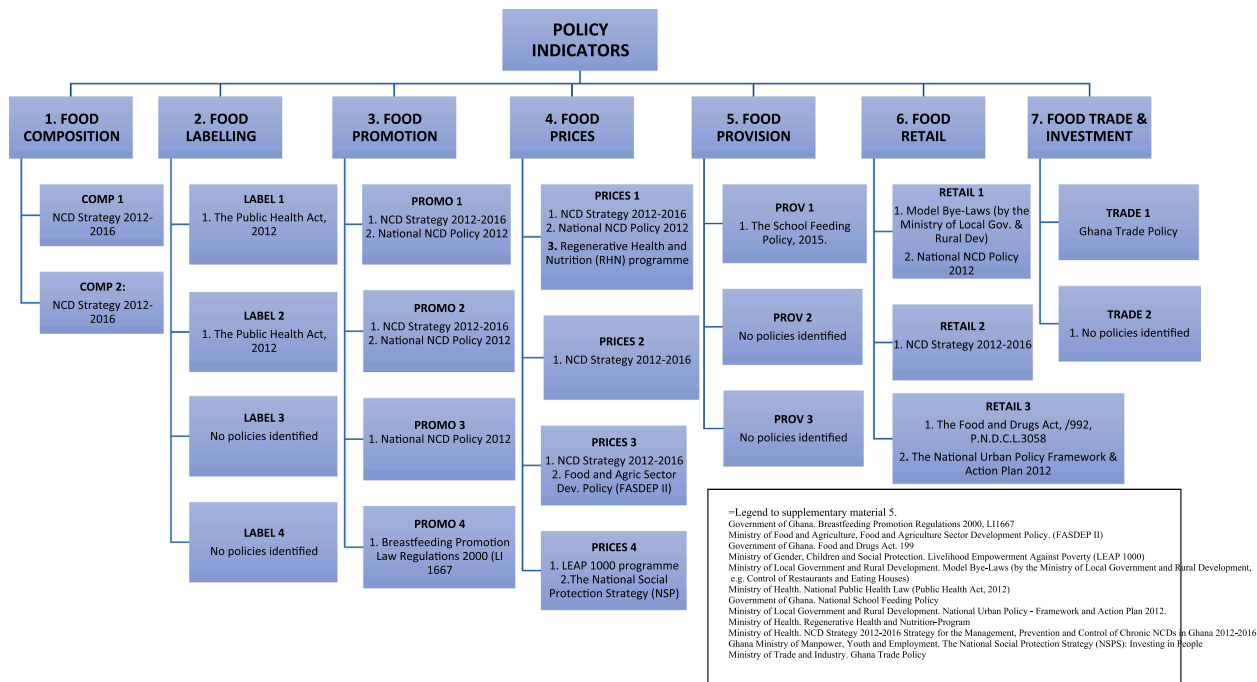 POLICY
INDICATORS
1. FOOD
COMPOSITION
2. FOOD
LABELLING
3. FOOD
PROMOTION
4. FOOD
PRICES
5. FOOD
PROVISION
6. FOOD
RETAIL
7. FOOD TRADE &
INVESTMENT
COMP 1
NCD Strategy 2012-
2016
COMP 2:
NCD Strategy 2012-
2016
LABEL 1
1. The Public Health Act,
2012
LABEL 2
1. The Public Health Act,
2012
LABEL 3
No policies identified
LABEL 4
No policies identified
PROMO 1
1. NCD Strategy 2012-2016
2. National NCD Policy 2012
PROMO 2
1. NCD Strategy 2012-2016
2. National NCD Policy 2012
PROMO 3
1. National NCD Policy 2012
PROMO 4
1. Breastfeeding Promotion
Law Regulations 2000 (LI
1667
PRICES 1
1. NCD Strategy 2012-2016
2. National NCD Policy 2012
3. Regenerative Health and
Nutrition (RHN) programme
PRICES 2
1. NCD Strategy 2012-2016
PRICES 3
1. NCD Strategy 2012-2016
2. Food and Agric Sector
Dev. Policy (FASDEP II)
PRICES 4
1. LEAP 1000 programme
2.The National Social
Protection Strategy (NSP)
PROV 1
1. The School Feeding
Policy, 2015.
PROV 2
No policies identified
PROV 3
No policies identified
RETAIL 1
1. Model Bye-Laws (by the
Ministry of Local Gov. &
Rural Dev)
2. National NCD Policy
2012
RETAIL 2
1. NCD Strategy 2012-2016
RETAIL 3
1. The Food and Drugs Act, /992,
P.N.D.C.L.3058
2. The National Urban Policy Framework &
Action Plan 2012
TRADE 1
Ghana Trade Policy
TRADE 2
1. No policies identified
=Legend to supplementary material 5.
Government of Ghana. Breastfeeding Promotion Regulations 2000, LI1667
Ministry of Food and Agriculture, Food and Agriculture Sector Development Policy. (FASDEP II)
Government of Ghana. Food and Drugs Act. 199
Ministry of Gender, Children and Social Protection. Livelihood Empowerment Against Poverty (LEAP 1000)
Ministry of Local Government and Rural Development. Model Bye-Laws (by the Ministry of Local Government and Rural Development,
e.g. Control of Restaurants and Eating Houses)
Ministry of Health. National Public Health Law (Public Health Act, 2012)
Government of Ghana. National School Feeding Policy
Ministry of Local Government and Rural Development. National Urban Policy - Framework and Action Plan 2012.
Ministry of Health. Regenerative Health and Nutrition-Program
Ministry of Health. NCD Strategy 2012-2016 Strategy for the Management, Prevention and Control of Chronic NCDs in Ghana 2012-2016
Ghana Ministry of Manpower, Youth and Employment. The National Social Protection Strategy (NSPS): Investing in People
Ministry of Trade and Industry. Ghana Trade Policy